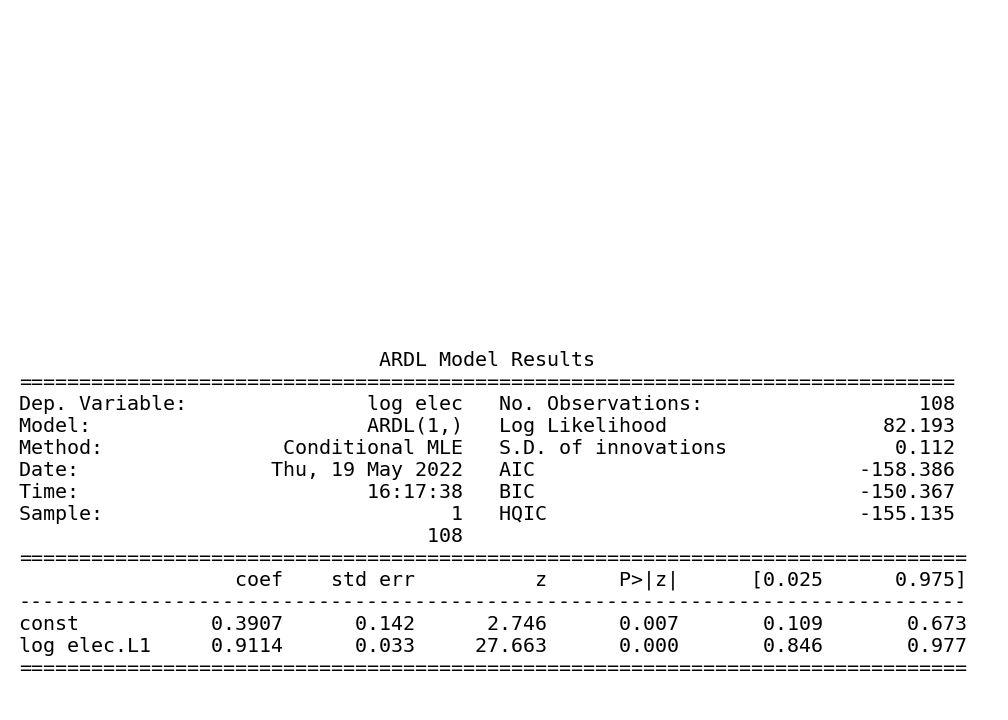 ARDL Model Results
==============================================================================
Dep. Variable:               log elec   No. Observations:                  108
Model:                       ARDL(1,)   Log Likelihood                  82.193
Method:               Conditional MLE   S.D. of innovations              0.112
Date:                Thu, 19 May 2022   AIC                           -158.386
Time:                        16:17:38   BIC                           -150.367
Sample:                             1   HQIC                          -155.135
                                  108
===============================================================================
                  coef    std err          z      P>|z|      [0.025      0.975]
-------------------------------------------------------------------------------
const           0.3907      0.142      2.746      0.007       0.109       0.673
log elec.L1     0.9114      0.033     27.663      0.000       0.846       0.977
===============================================================================